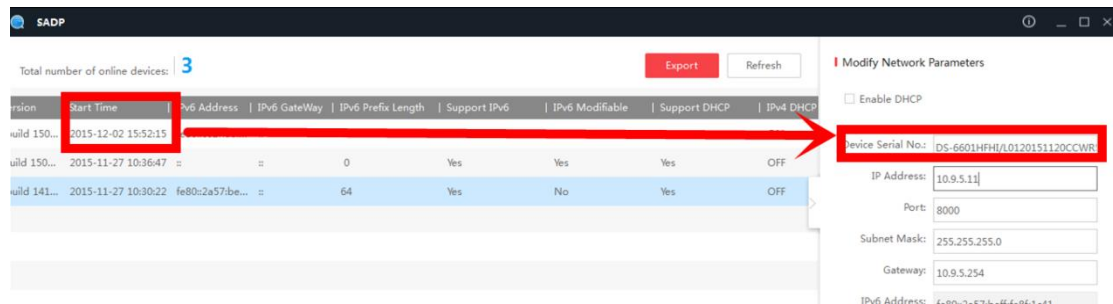 SADP
Total number of online devices: 3
Export
Refresh
Modify Network Parameters
Enable DHCP
Start Time | IPv6 Address | IPv6 GateWay | IPv6 Prefix Length | Support IPv6 | IPv6 Modifiable | Support DHCP | IPv4 DHCP
150... 2015-12-02 15:52:15
build 150... 2015-11-27 10:36:47 :: :: 0 Yes Yes Yes OFF
141... 2015-11-27 10:30:22 fe80::2a57:be... :: 64 Yes No Yes OFF
Device Serial No.: DS-6601HFHI/L0120151120CCWR
IP Address: 10.9.5.11
Port: 8000
Subnet Mask: 255.255.255.0
Gateway: 10.9.5.254
IPv6 Address: